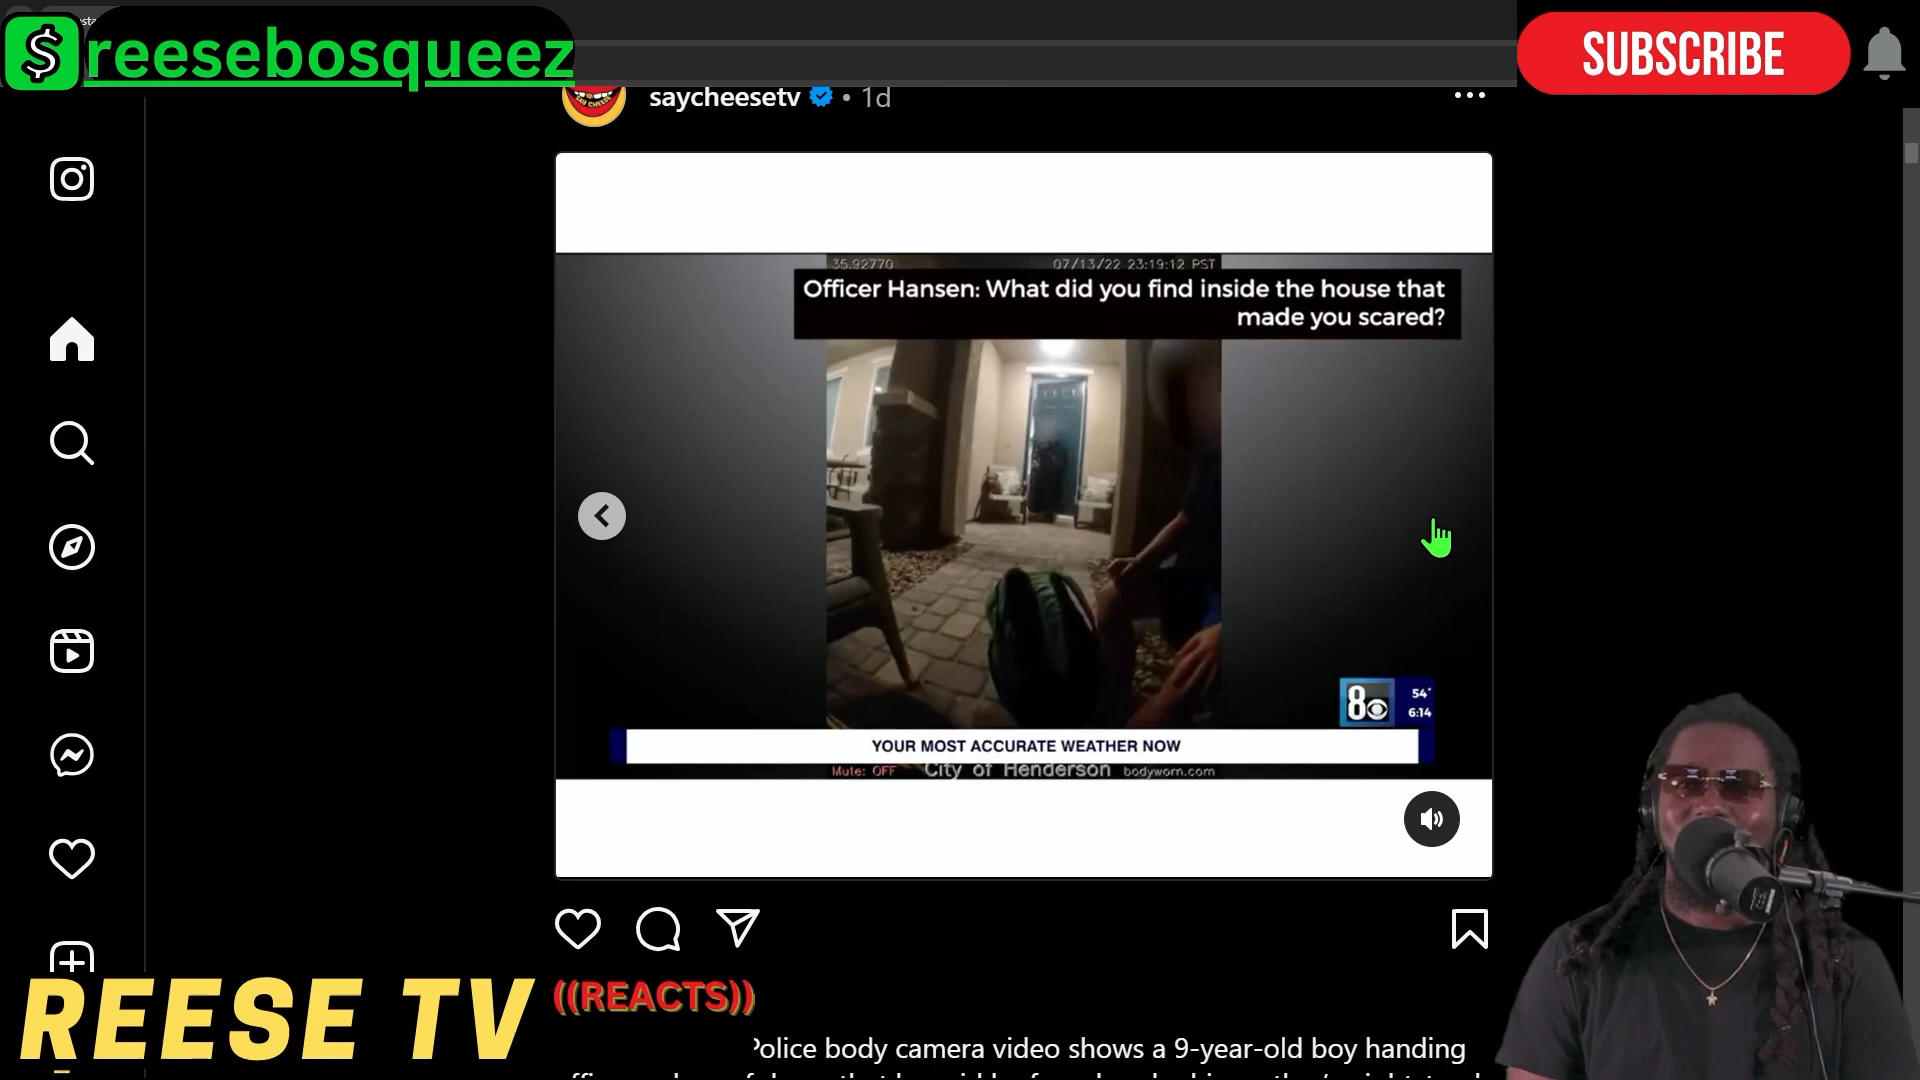 $reesebosqueez
SUBSCRIBE
saycheesetv • 1d
35.92770
07/13/22 23:19:12 PST
Officer Hansen: What did you find inside the house that
made you scared?
8
54°
6:14
YOUR MOST ACCURATE WEATHER NOW
Mute: OFF
City of Henderson
bodyworn.com
REESE TV
((REACTS))
Police body camera video shows a 9-year-old boy handing